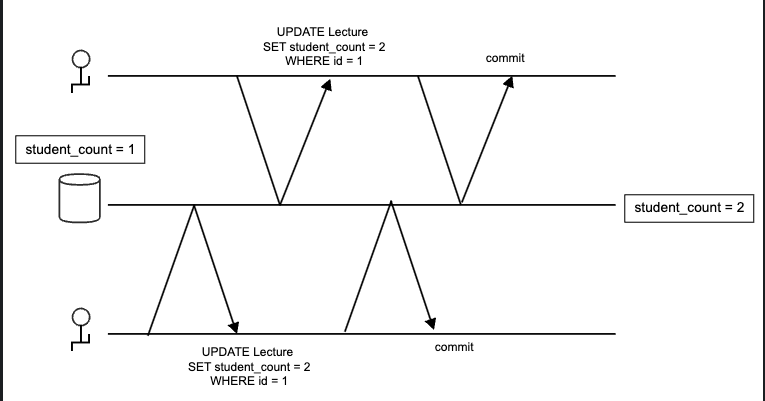 UPDATE Lecture
SET student_count = 2
WHERE id = 1
commit
student_count = 1
student_count = 2
UPDATE Lecture
SET student_count = 2
WHERE id = 1
commit